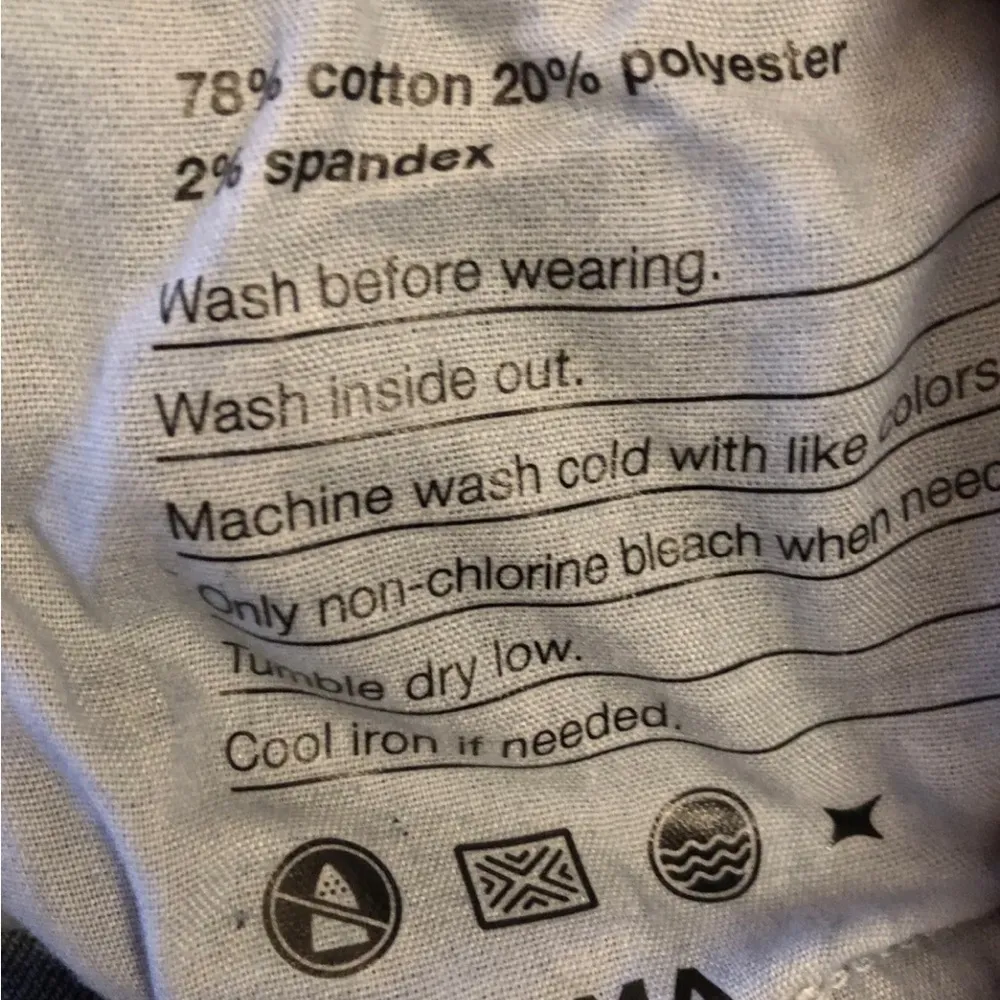 78% cotton 20% polyester
2% spandex
Wash before wearing.
Wash inside out.
Machine wash cold with like colors
Only non-chlorine bleach when
Tumble dry low.
Cool iron if needed.